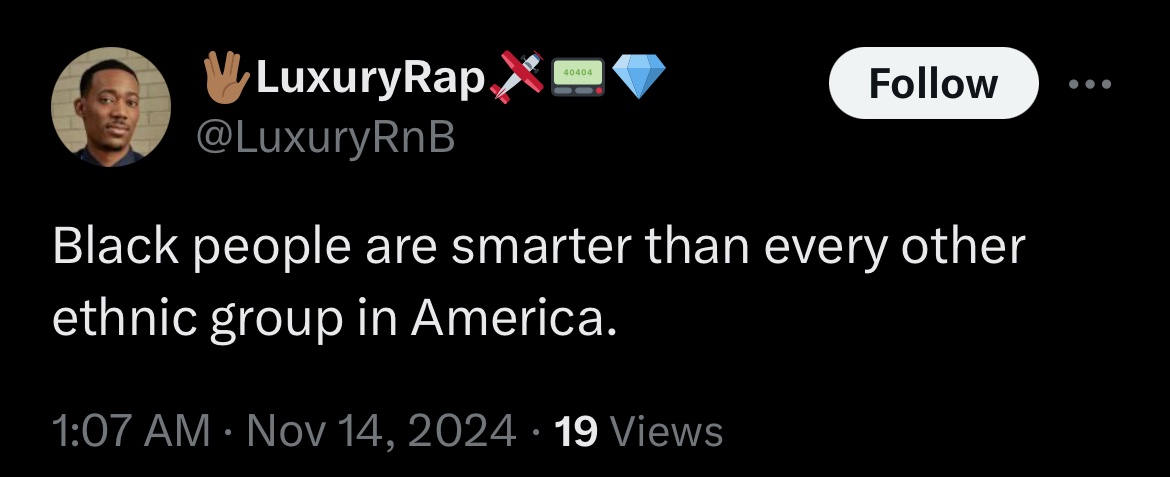 🖖🏽LuxuryRap🛩️📟💎
Follow
@LuxuryRnB
Black people are smarter than every other
ethnic group in America.
1:07 AM · Nov 14, 2024 · 19 Views